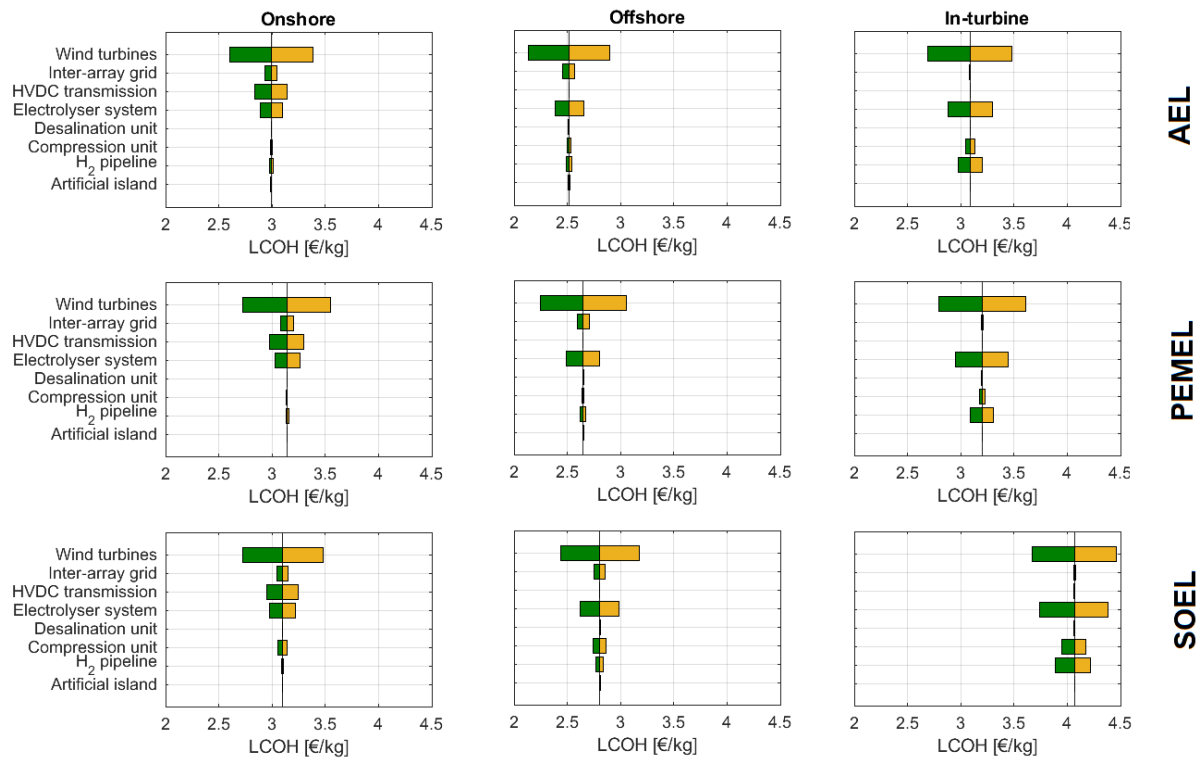 Onshore
Offshore
In-turbine
Wind turbines
Inter-array grid
HVDC transmission
Electrolyser system
Desalination unit
Compression unit
H2 pipeline
Artificial island
2 2.5 3 3.5 4 4.5
LCOH [€/kg]
2 2.5 3 3.5 4 4.5
LCOH [€/kg]
2 2.5 3 3.5 4 4.5
LCOH [€/kg]
AEL
Wind turbines
Inter-array grid
HVDC transmission
Electrolyser system
Desalination unit
Compression unit
H2 pipeline
Artificial island
2 2.5 3 3.5 4 4.5
LCOH [€/kg]
2 2.5 3 3.5 4 4.5
LCOH [€/kg]
2 2.5 3 3.5 4 4.5
LCOH [€/kg]
PEMEL
Wind turbines
Inter-array grid
HVDC transmission
Electrolyser system
Desalination unit
Compression unit
H2 pipeline
Artificial island
2 2.5 3 3.5 4 4.5
LCOH [€/kg]
2 2.5 3 3.5 4 4.5
LCOH [€/kg]
2 2.5 3 3.5 4 4.5
LCOH [€/kg]
SOEL